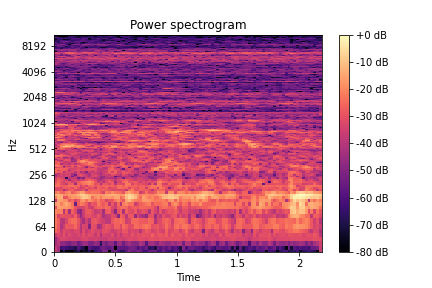 Power spectrogram
8192
4096
2048
1024
512
256
128
64
0
Hz
0
0.5
1
1.5
2
Time
+0 dB
-10 dB
-20 dB
-30 dB
-40 dB
-50 dB
-60 dB
-70 dB
-80 dB